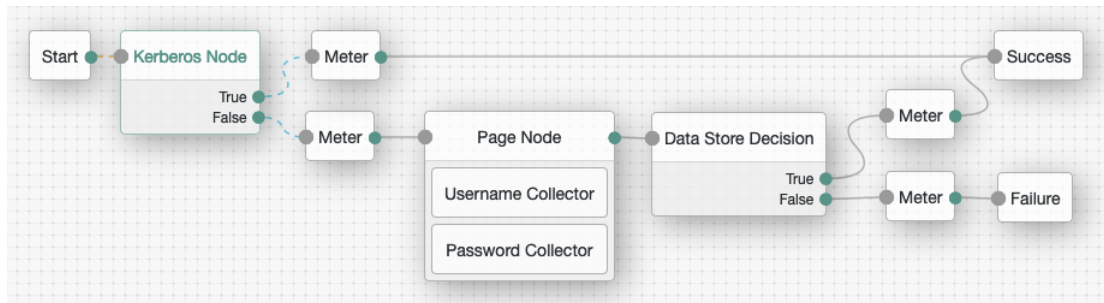 Start
Kerberos Node
True
False
Meter
Meter
Page Node
Username Collector
Password Collector
Data Store Decision
True
False
Meter
Meter
Success
Failure